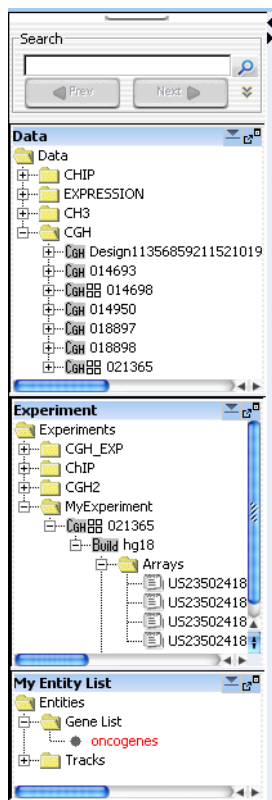 Search
Prev
Next
Data
Data
CHIP
EXPRESSION
CH3
CGH
CGH Design11356859211521019
CGH 014693
CGH 014698
CGH 014950
CGH 018897
CGH 018898
CGH 021365
Experiment
Experiments
CGH_EXP
ChIP
CGH2
MyExperiment
CGH 021365
Build hg18
Arrays
US23502418
US23502418
US23502418
US23502418
My Entity List
Entities
Gene List
oncogenes
Tracks